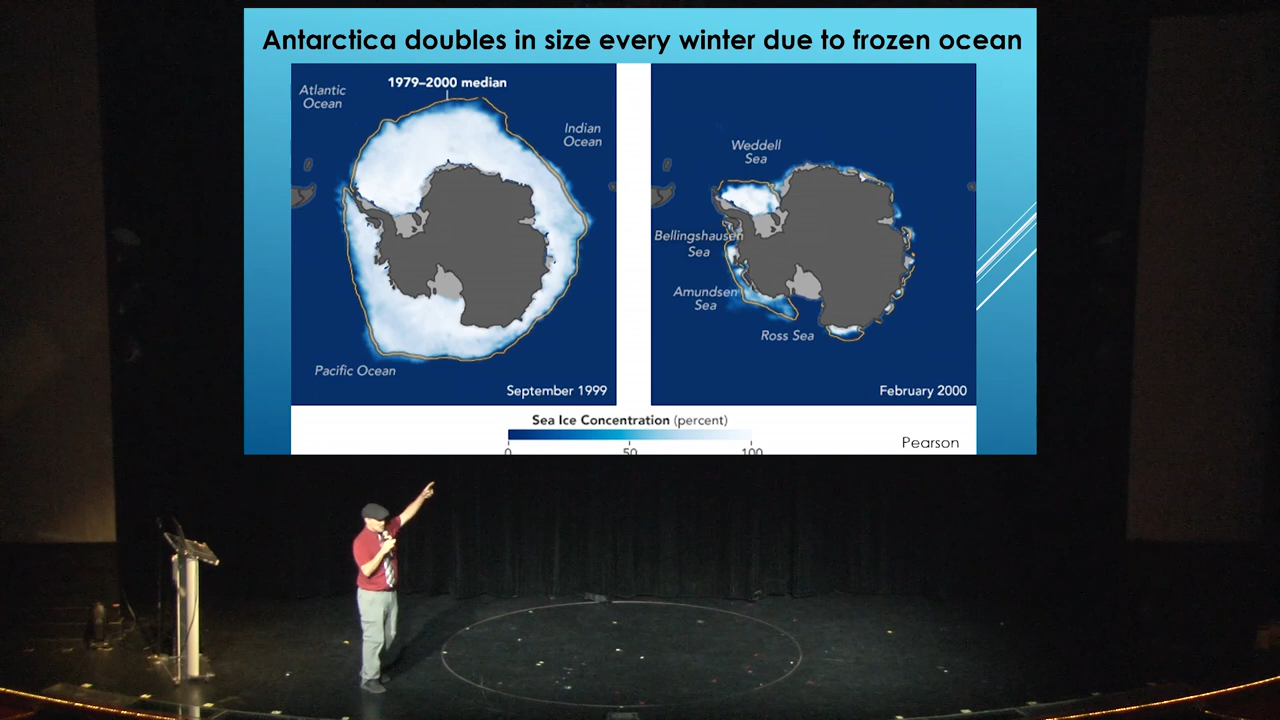 Antarctica doubles in size every winter due to frozen ocean
Atlantic
Ocean
1979–2000 median
Indian
Ocean
Pacific Ocean
September 1999
Weddell
Sea
Bellingshausen
Sea
Amundsen
Sea
Ross Sea
February 2000
Sea Ice Concentration (percent)
0 50 100
Pearson